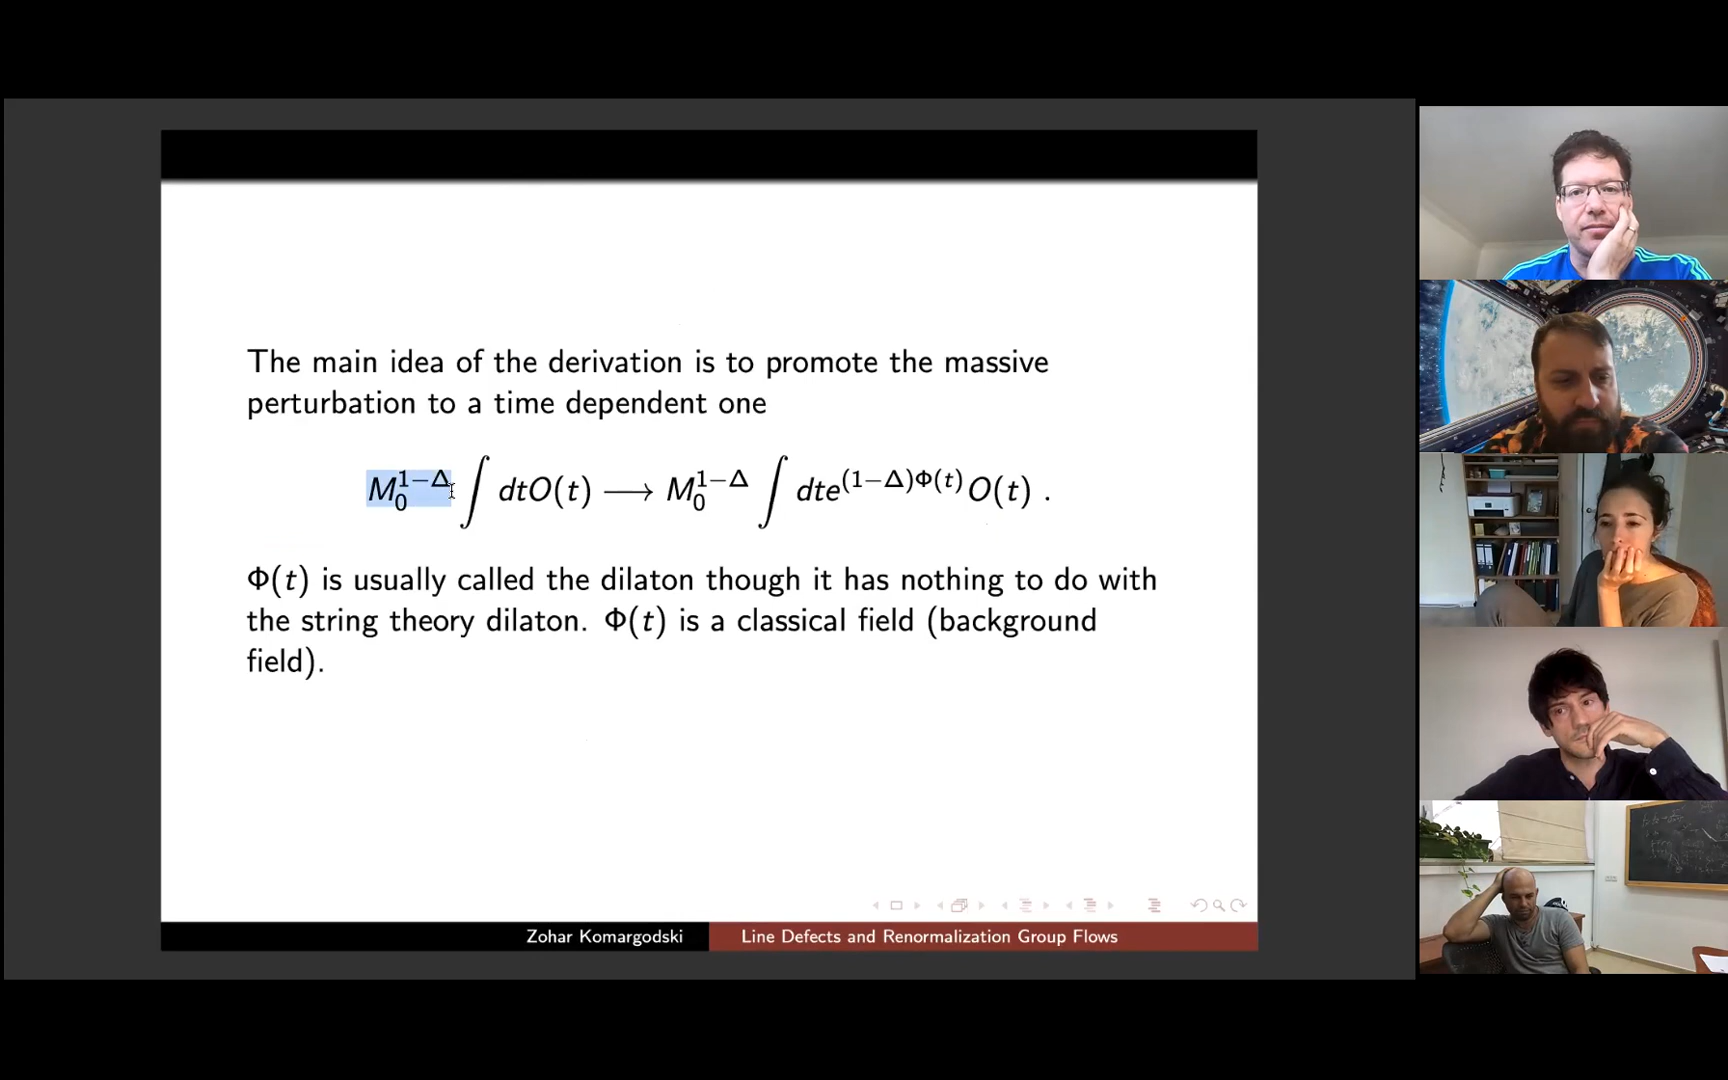 The main idea of the derivation is to promote the massive
perturbation to a time dependent one
M₀^{1−Δ} ∫ dtO(t) ⟶ M₀^{1−Δ} ∫ dte^{(1−Δ)Φ(t)}O(t) .
Φ(t) is usually called the dilaton though it has nothing to do with
the string theory dilaton. Φ(t) is a classical field (background
field).
Zohar Komargodski Line Defects and Renormalization Group Flows